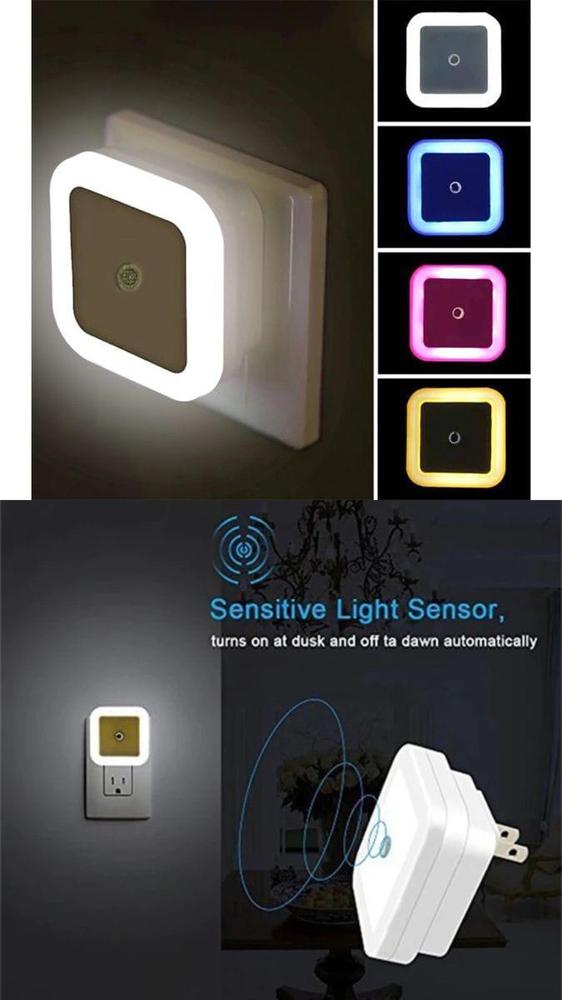 Sensitive Light Sensor,
turns on at dusk and off ta dawn automatically